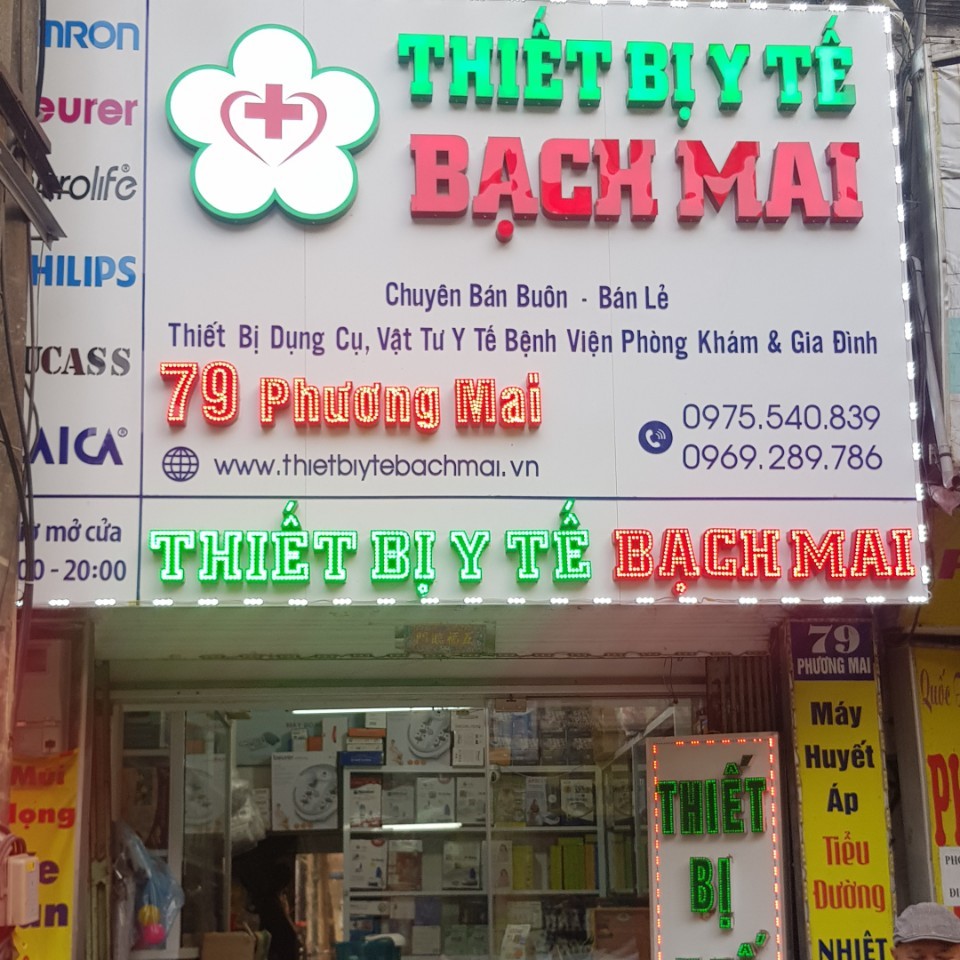 THIẾT BỊ Y TẾ
BẠCH MAI
Chuyên Bán Buôn - Bán Lẻ
Thiết Bị Dụng Cụ, Vật Tư Y Tế Bệnh Viện Phòng Khám & Gia Đình
79 Phương Mai
0975.540.839
0969.289.786
www.thietbiytebachmai.vn
MRON
eurer
crolife
PHILIPS
UCASS
AICA®
mở cửa
00 - 20:00
THIẾT BỊ Y TẾ BẠCH MAI
79
PHƯƠNG MAI
Máy
Huyết
Áp
Tiểu
Đường
NHIỆT
THIẾT
BỊ
Quốc